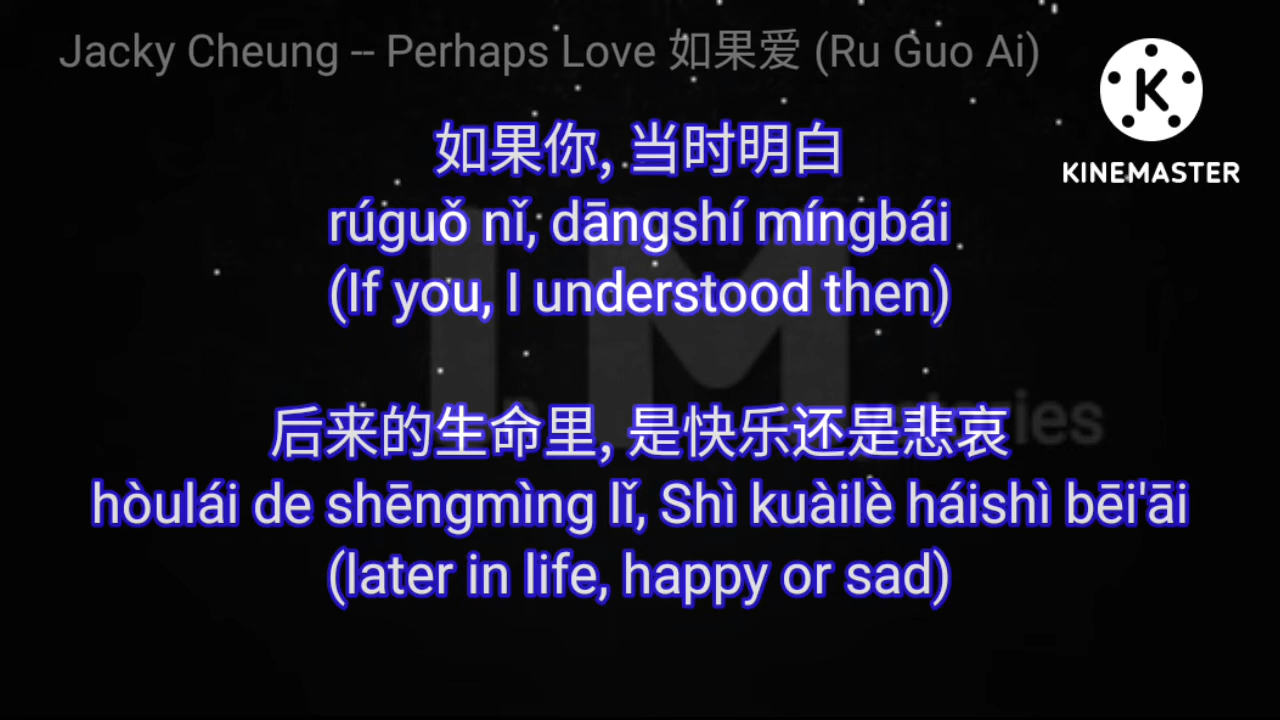 Jacky Cheung -- Perhaps Love 如果爱 (Ru Guo Ai)
KINEMASTER
如果你, 当时明白
rúguǒ nǐ, dāngshí míngbái
(If you, I understood then)
后来的生命里, 是快乐还是悲哀
hòulái de shēngmìng lǐ, Shì kuàilè háishì bēi'āi
(later in life, happy or sad)